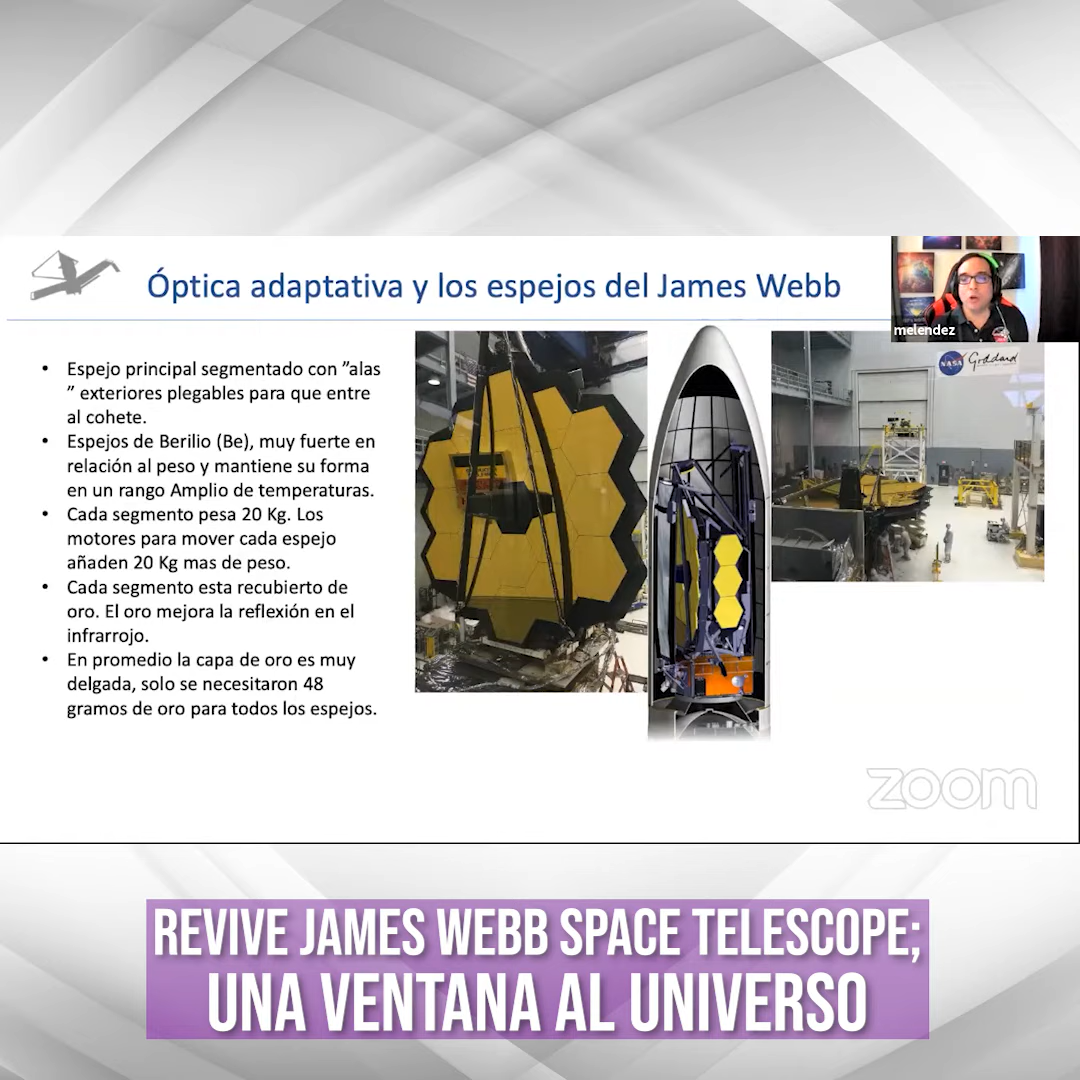 Óptica adaptativa y los espejos del James Webb
melendez
• Espejo principal segmentado con ”alas
” exteriores plegables para que entre
al cohete.
• Espejos de Berilio (Be), muy fuerte en
relación al peso y mantiene su forma
en un rango Amplio de temperaturas.
• Cada segmento pesa 20 Kg. Los
motores para mover cada espejo
añaden 20 Kg mas de peso.
• Cada segmento esta recubierto de
oro. El oro mejora la reflexión en el
infrarrojo.
• En promedio la capa de oro es muy
delgada, solo se necesitaron 48
gramos de oro para todos los espejos.
NASA Goddard
zoom
REVIVE JAMES WEBB SPACE TELESCOPE;
UNA VENTANA AL UNIVERSO